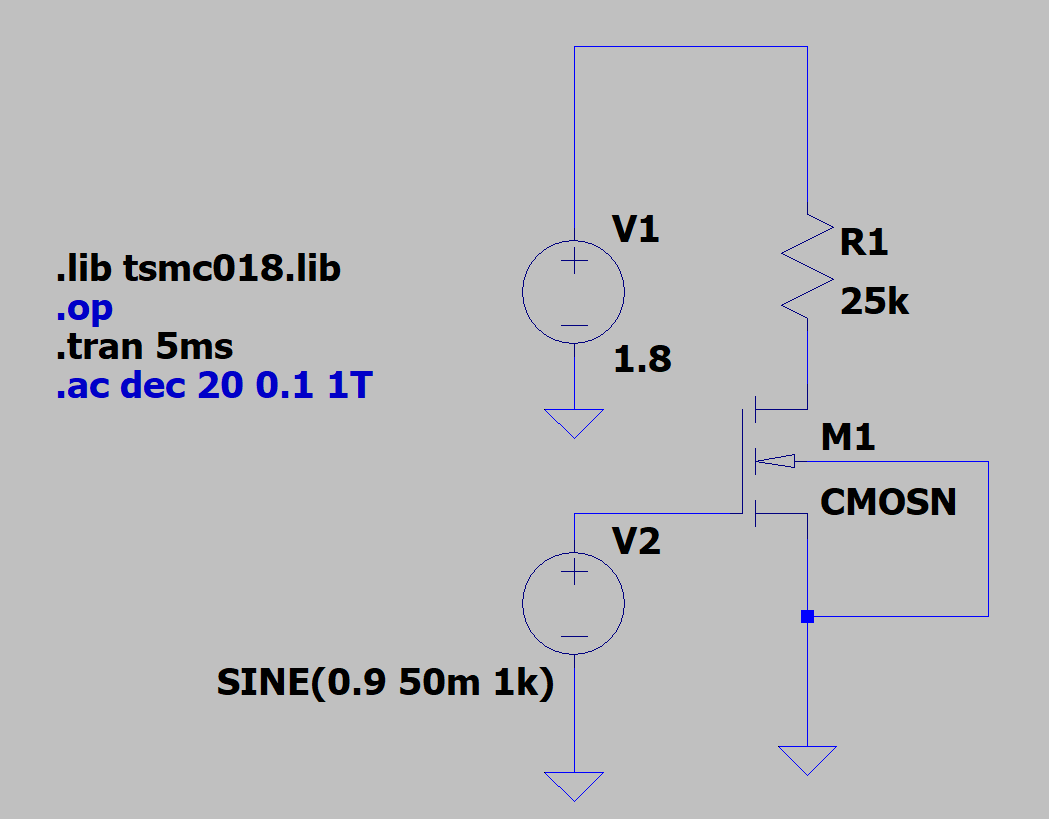 V1
R1
.lib tsmc018.lib
.op
25k
.tran 5ms
1.8
.ac dec 20 0.1 1T
M1
CMOSN
V2
SINE(0.9 50m 1k)